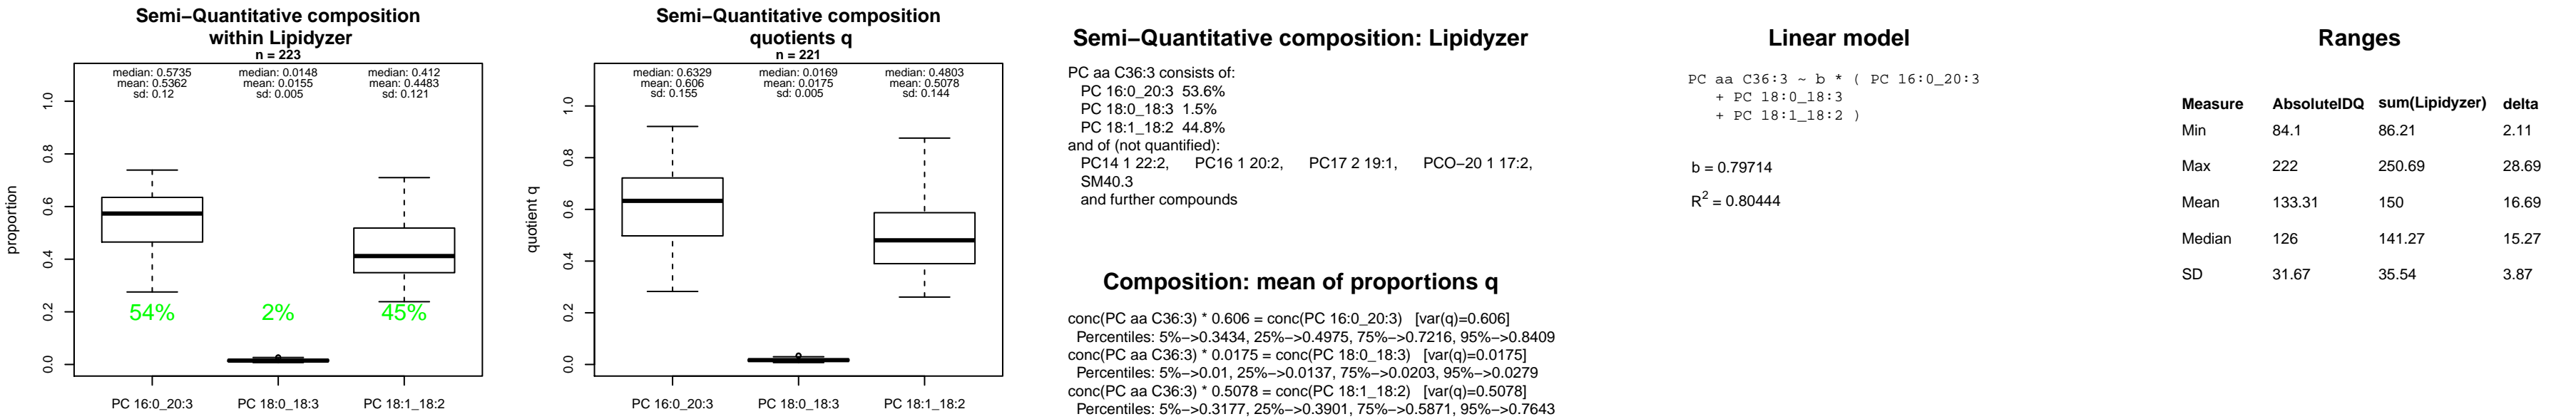 Semi−Quantitative composition
within Lipidyzer
n = 223
median: 0.5735 median: 0.0148 median: 0.412
mean: 0.5362 mean: 0.0155 mean: 0.4483
sd: 0.12 sd: 0.005 sd: 0.121
proportion
1.0
0.8
0.6
0.4
0.2
0.0
54% 2% 45%
PC 16:0_20:3 PC 18:0_18:3 PC 18:1_18:2
Semi−Quantitative composition
quotients q
n = 221
median: 0.6329 median: 0.0169 median: 0.4803
mean: 0.606 mean: 0.0175 mean: 0.5078
sd: 0.155 sd: 0.005 sd: 0.144
quotient q
1.0
0.8
0.6
0.4
0.2
0.0
PC 16:0_20:3 PC 18:0_18:3 PC 18:1_18:2
Semi−Quantitative composition: Lipidyzer
PC aa C36:3 consists of:
PC 16:0_20:3 53.6%
PC 18:0_18:3 1.5%
PC 18:1_18:2 44.8%
and of (not quantified):
PC14 1 22:2, PC16 1 20:2, PC17 2 19:1, PCO−20 1 17:2,
SM40.3
and further compounds
Composition: mean of proportions q
conc(PC aa C36:3) * 0.606 = conc(PC 16:0_20:3) [var(q)=0.606]
Percentiles: 5%−>0.3434, 25%−>0.4975, 75%−>0.7216, 95%−>0.8409
conc(PC aa C36:3) * 0.0175 = conc(PC 18:0_18:3) [var(q)=0.0175]
Percentiles: 5%−>0.01, 25%−>0.0137, 75%−>0.0203, 95%−>0.0279
conc(PC aa C36:3) * 0.5078 = conc(PC 18:1_18:2) [var(q)=0.5078]
Percentiles: 5%−>0.3177, 25%−>0.3901, 75%−>0.5871, 95%−>0.7643
Linear model
PC aa C36:3 ~ b * ( PC 16:0_20:3
+ PC 18:0_18:3
+ PC 18:1_18:2 )
b = 0.79714
R² = 0.80444
Ranges
Measure AbsoluteIDQ sum(Lipidyzer) delta
Min 84.1 86.21 2.11
Max 222 250.69 28.69
Mean 133.31 150 16.69
Median 126 141.27 15.27
SD 31.67 35.54 3.87